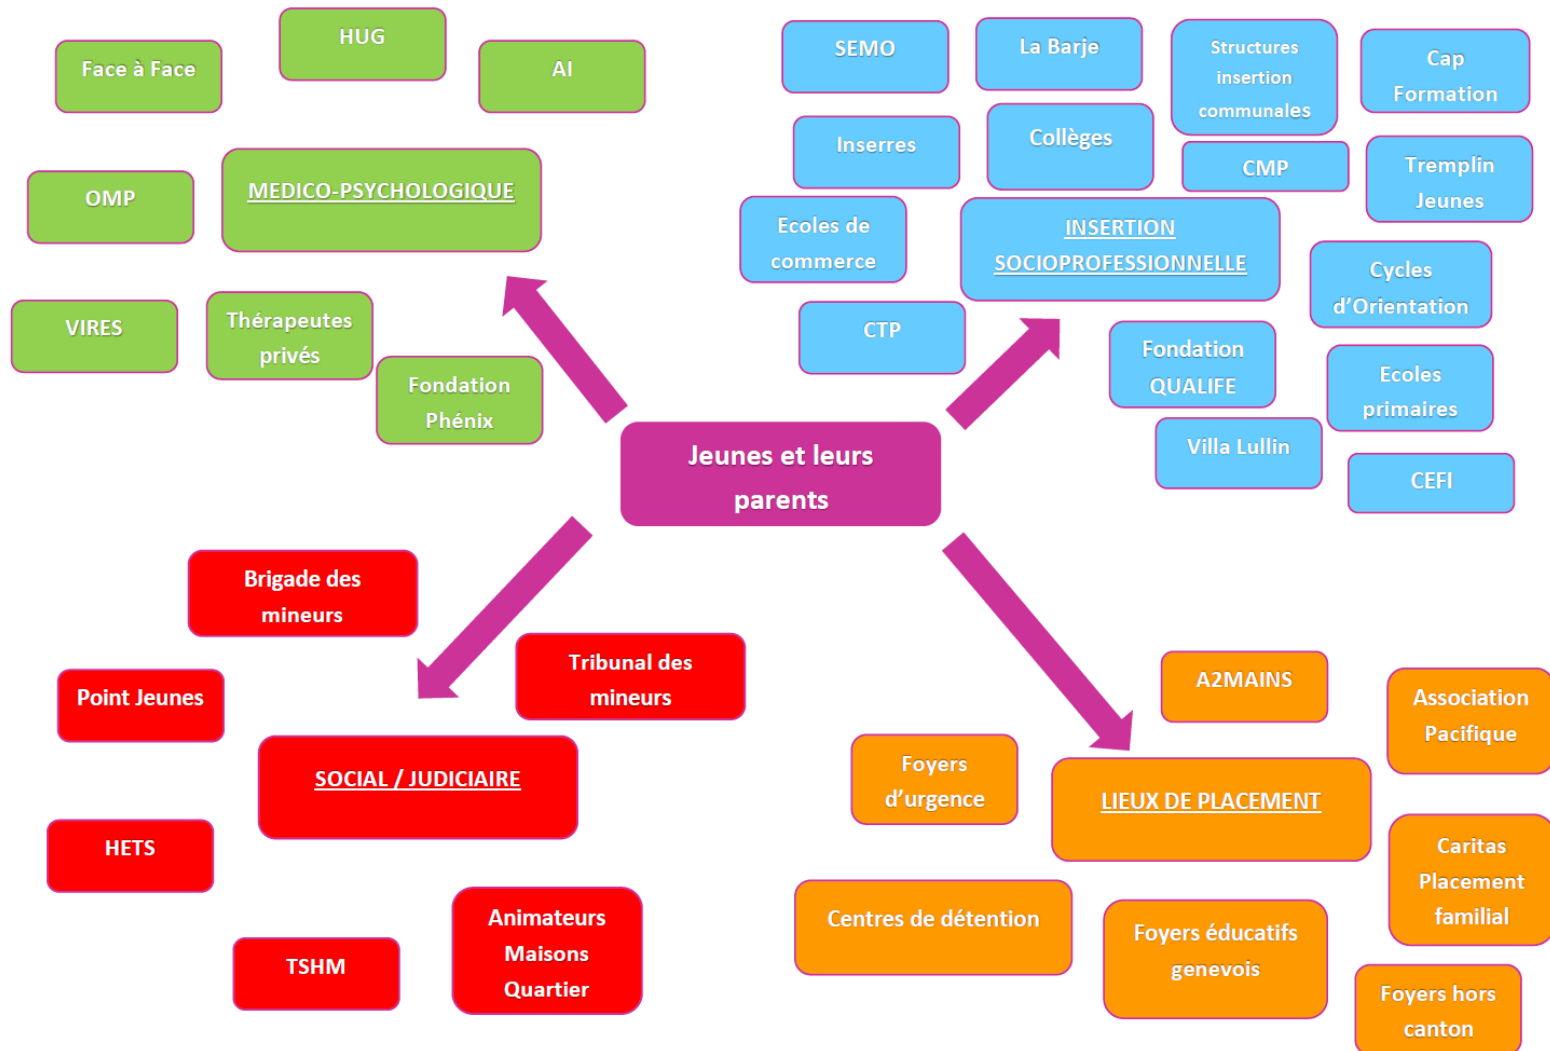 HUG
Face à Face
AI
OMP
MEDICO-PSYCHOLOGIQUE
VIRES
Thérapeutes
privés
Fondation
Phénix
SEMO
La Barje
Structures
insertion
communales
Cap
Formation
Inserres
Collèges
CMP
Tremplin
Jeunes
Ecoles de
commerce
INSERTION
SOCIOPROFESSIONNELLE
Cycles
d’Orientation
CTP
Fondation
QUALIFE
Ecoles
primaires
Villa Lullin
CEFI
Jeunes et leurs
parents
Brigade des
mineurs
Tribunal des
mineurs
Point Jeunes
SOCIAL / JUDICIAIRE
HETS
TSHM
Animateurs
Maisons
Quartier
A2MAINS
Association
Pacifique
Foyers
d’urgence
LIEUX DE PLACEMENT
Caritas
Placement
familial
Centres de détention
Foyers éducatifs
genevois
Foyers hors
canton